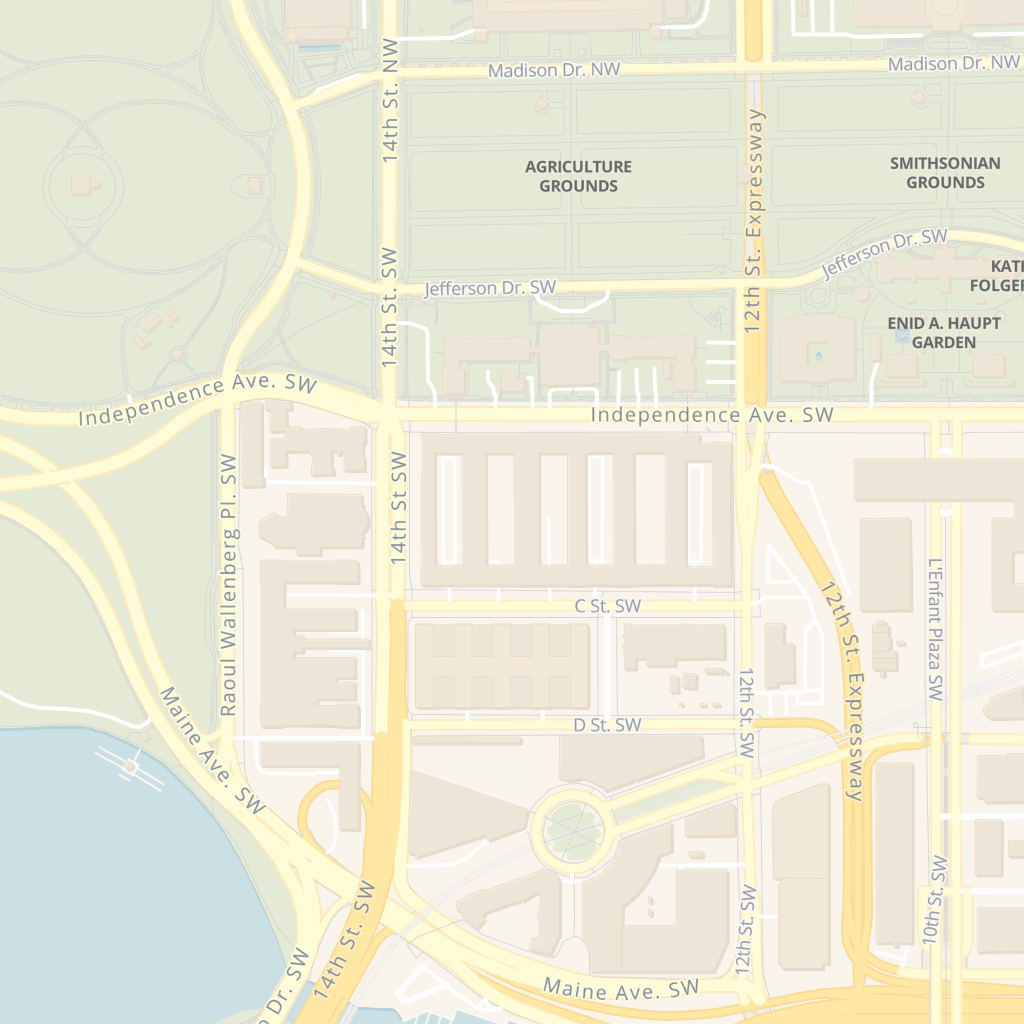 14th St. NW
Madison Dr. NW
Madison Dr. NW
12th St. Expressway
AGRICULTURE
GROUNDS
SMITHSONIAN
GROUNDS
Jefferson Dr. SW
Jefferson Dr. SW
14th St. SW
ENID A. HAUPT
GARDEN
Independence Ave. SW
Independence Ave. SW
14th St SW
Raoul Wallenberg Pl. SW
C St. SW
12th St. Expressway
L'Enfant Plaza SW
12th St. SW
D St. SW
Maine Ave. SW
14th St. SW
12th St. SW
10th St. SW
Dr. SW
Maine Ave. SW